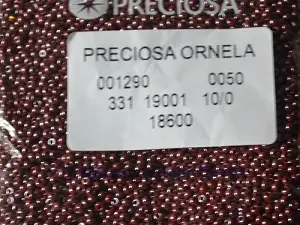 PRECIOSA
PRECIOSA ORNELA
001290 0050
331 19001 10/0
18600